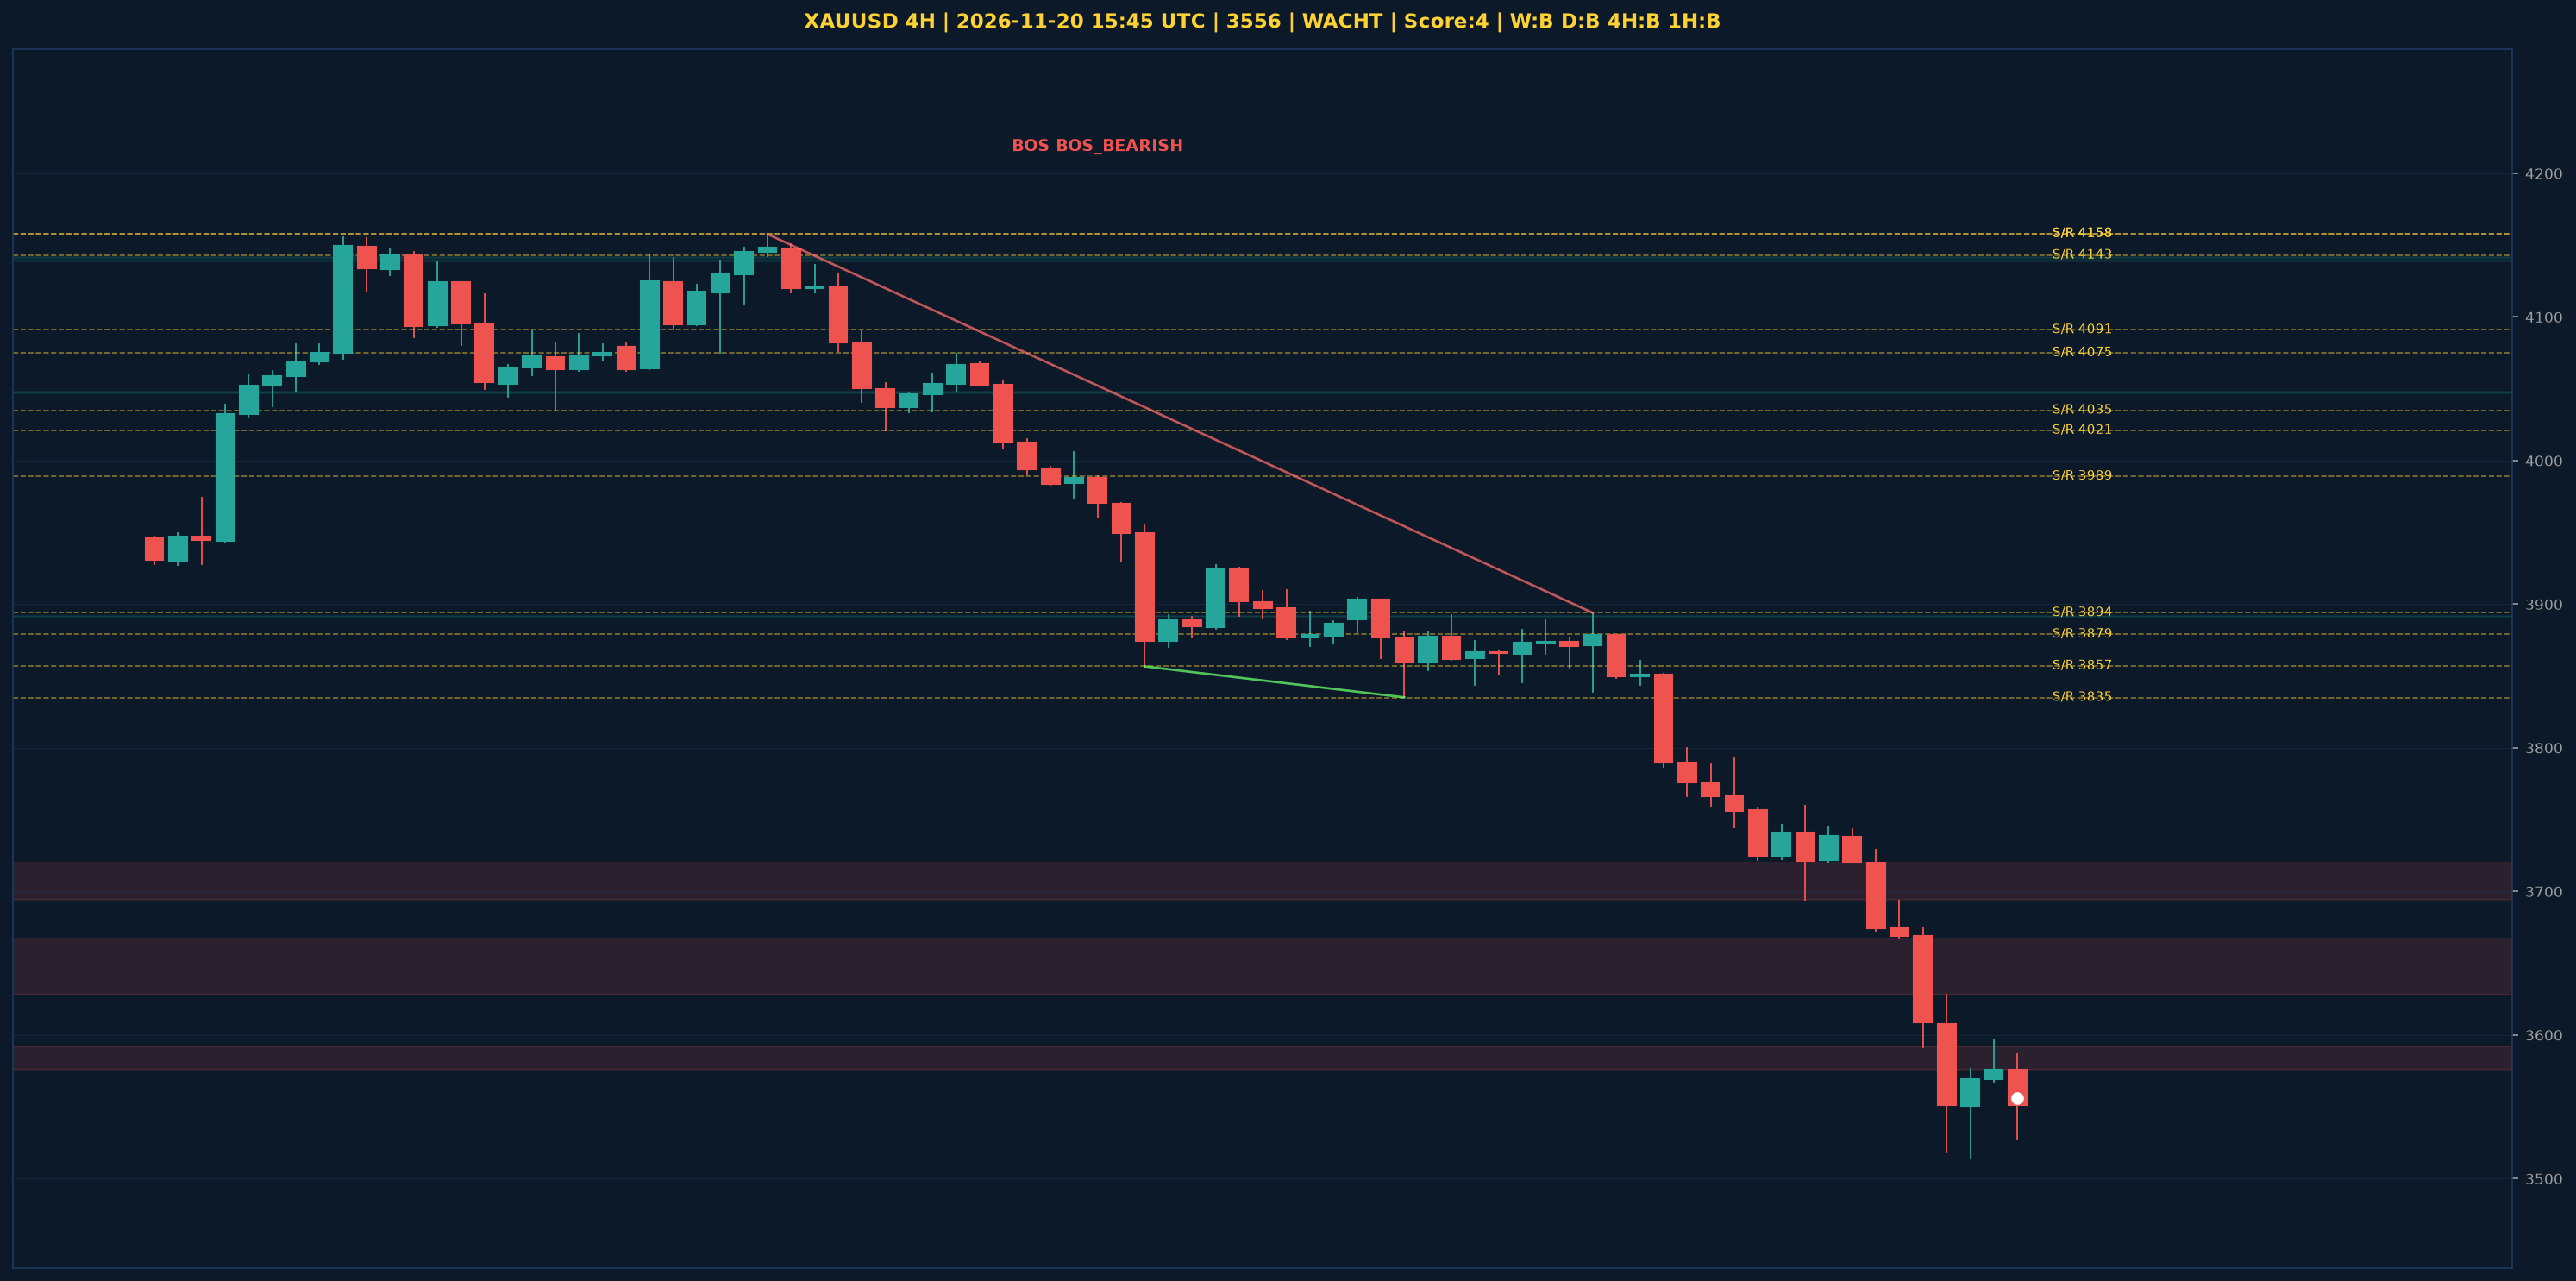 XAUUSD 4H | 2026-11-20 15:45 UTC | 3556 | WACHT | Score:4 | W:B D:B 4H:B 1H:B
BOS BOS_BEARISH
4200
S/R 4158
S/R 4143
4100
S/R 4091
S/R 4075
S/R 4035
S/R 4021
4000
S/R 3989
3900
S/R 3894
S/R 3879
S/R 3857
S/R 3835
3800
3700
3600
3500